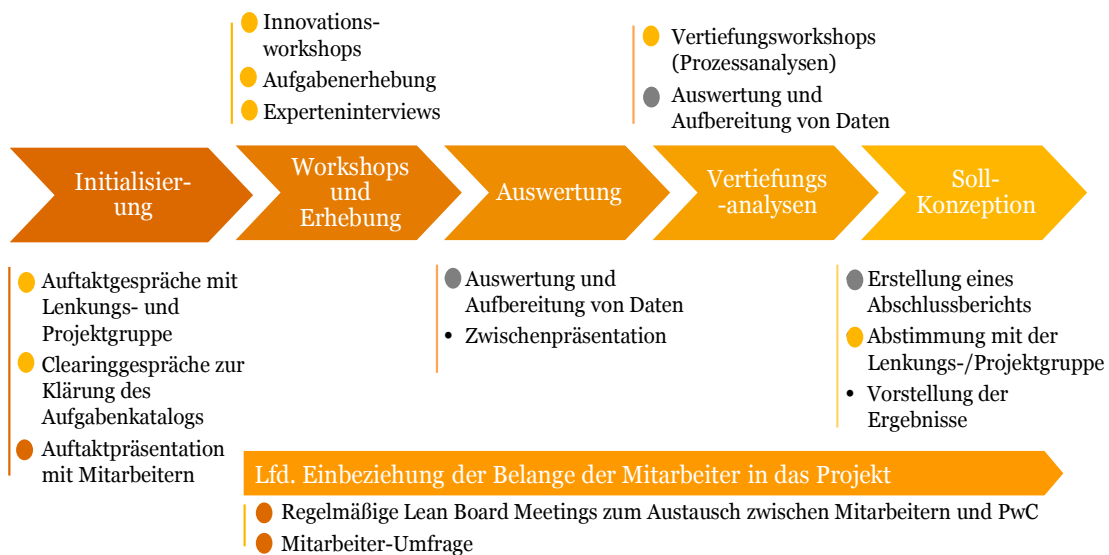 Innovations-
workshops
Aufgabenerhebung
Experteninterviews
Vertiefungsworkshops
(Prozessanalysen)
Auswertung und
Aufbereitung von Daten
Initialisier-
ung
Workshops
und
Erhebung
Auswertung
Vertiefungs
-analysen
Soll-
Konzeption
Auftaktgespräche mit
Lenkungs- und
Projektgruppe
Clearinggespräche zur
Klärung des
Aufgabenkatalogs
Auftaktpräsentation
mit Mitarbeitern
Auswertung und
Aufbereitung von Daten
• Zwischenpräsentation
Erstellung eines
Abschlussberichts
Abstimmung mit der
Lenkungs-/Projektgruppe
• Vorstellung der
Ergebnisse
Lfd. Einbeziehung der Belange der Mitarbeiter in das Projekt
Regelmäßige Lean Board Meetings zum Austausch zwischen Mitarbeitern und PwC
Mitarbeiter-Umfrage